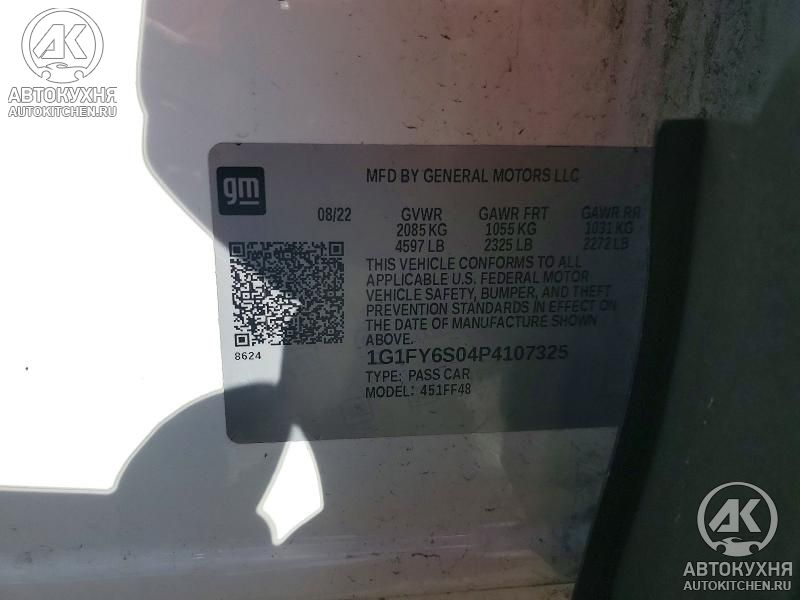 AK
АВТОКУХНЯ
AUTOKITCHEN.RU
gm
MFD BY GENERAL MOTORS LLC
08/22 GVWR GAWR FRT GAWR RR
2085 KG 1055 KG 1031 KG
4597 LB 2325 LB 2272 LB
THIS VEHICLE CONFORMS TO ALL
APPLICABLE U.S. FEDERAL MOTOR
VEHICLE SAFETY, BUMPER, AND THEFT
PREVENTION STANDARDS IN EFFECT ON
THE DATE OF MANUFACTURE SHOWN
ABOVE.
8624
1G1FY6S04P4107325
TYPE: PASS CAR
MODEL: 451FF48
AK
АВТОКУХНЯ
AUTOKITCHEN.RU